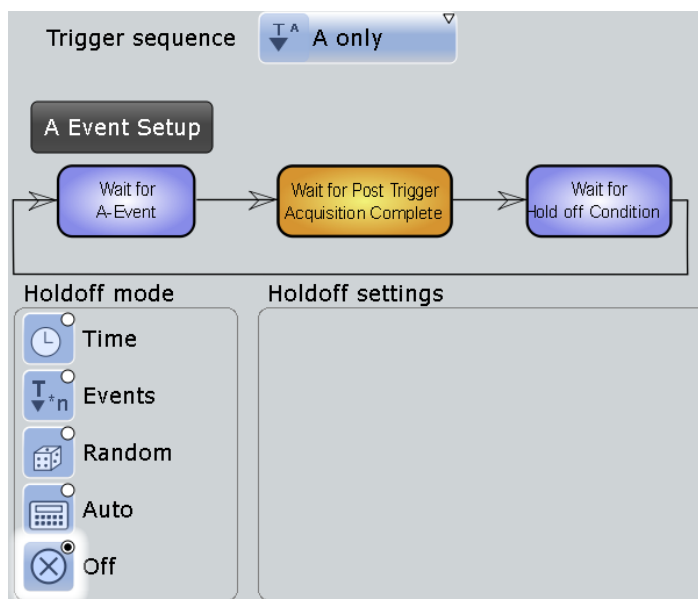 Trigger sequence
T A
A only
A Event Setup
Wait for
A-Event
Wait for Post Trigger
Acquisition Complete
Wait for
Hold off Condition
Holdoff mode
Holdoff settings
Time
T
*n
Events
Random
Auto
Off